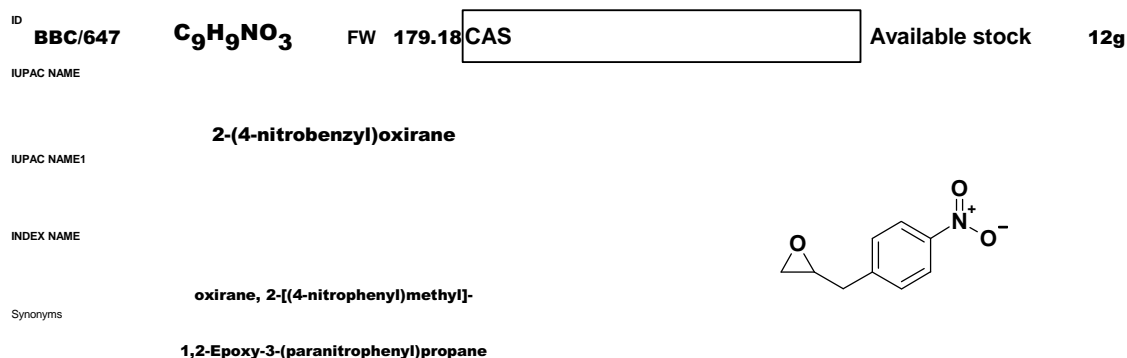 ID
BBC/647 C9H9NO3 FW 179.18 CAS Available stock 12g
IUPAC NAME
2-(4-nitrobenzyl)oxirane
IUPAC NAME1
INDEX NAME
oxirane, 2-[(4-nitrophenyl)methyl]-
Synonyms
1,2-Epoxy-3-(paranitrophenyl)propane
O
N+
O−
O